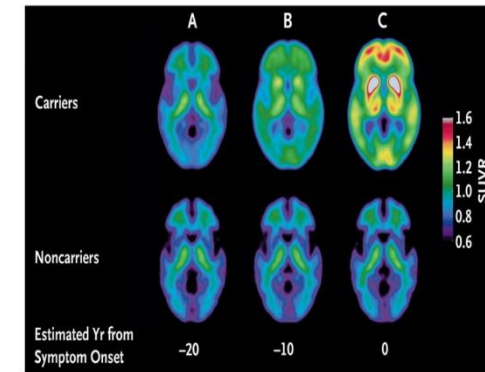 A B C
Carriers
1.6
1.4
1.2
1.0
0.8
0.6
SUVR
Noncarriers
Estimated Yr from
Symptom Onset
−20 −10 0